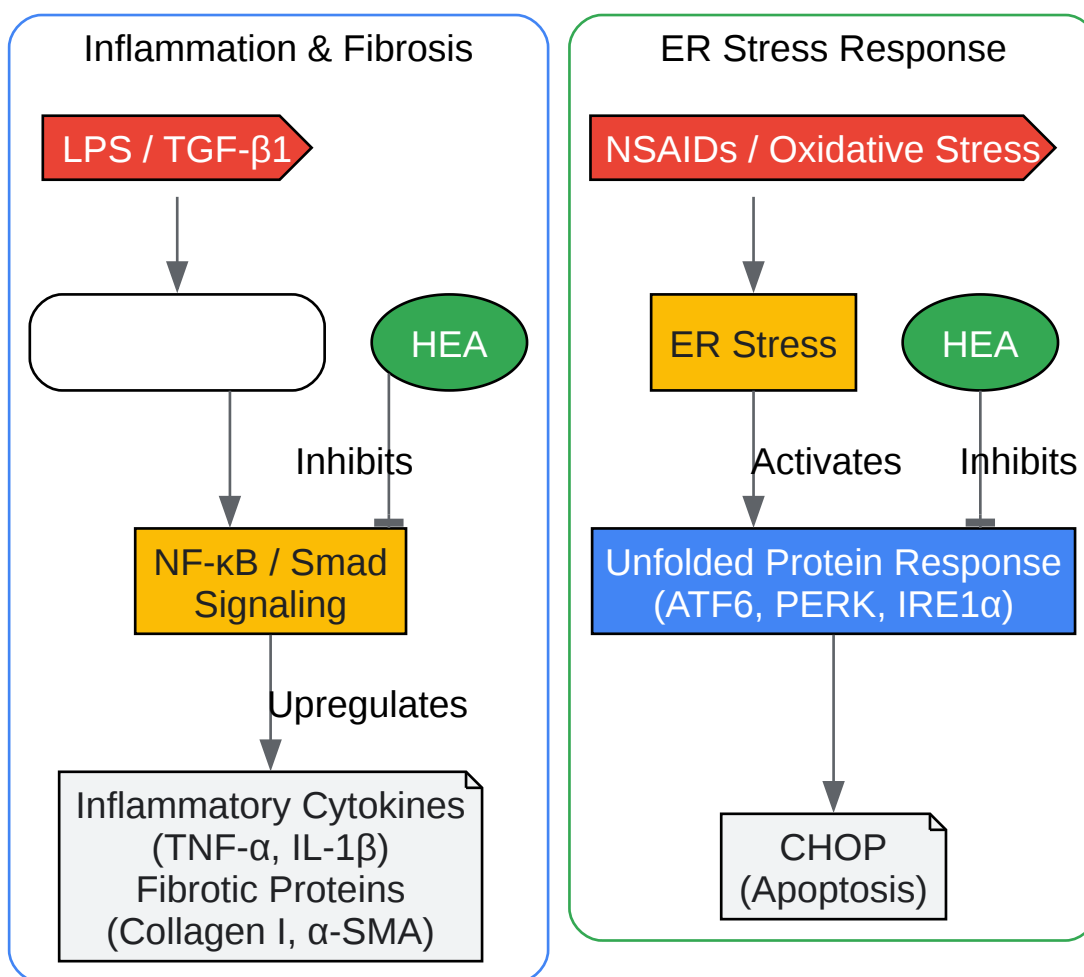 Inflammation & Fibrosis
LPS / TGF-β1
HEA
Inhibits
NF-κB / Smad
Signaling
Upregulates
Inflammatory Cytokines
(TNF-α, IL-1β)
Fibrotic Proteins
(Collagen I, α-SMA)
ER Stress Response
NSAIDs / Oxidative Stress
ER Stress
HEA
Activates
Inhibits
Unfolded Protein Response
(ATF6, PERK, IRE1α)
CHOP
(Apoptosis)